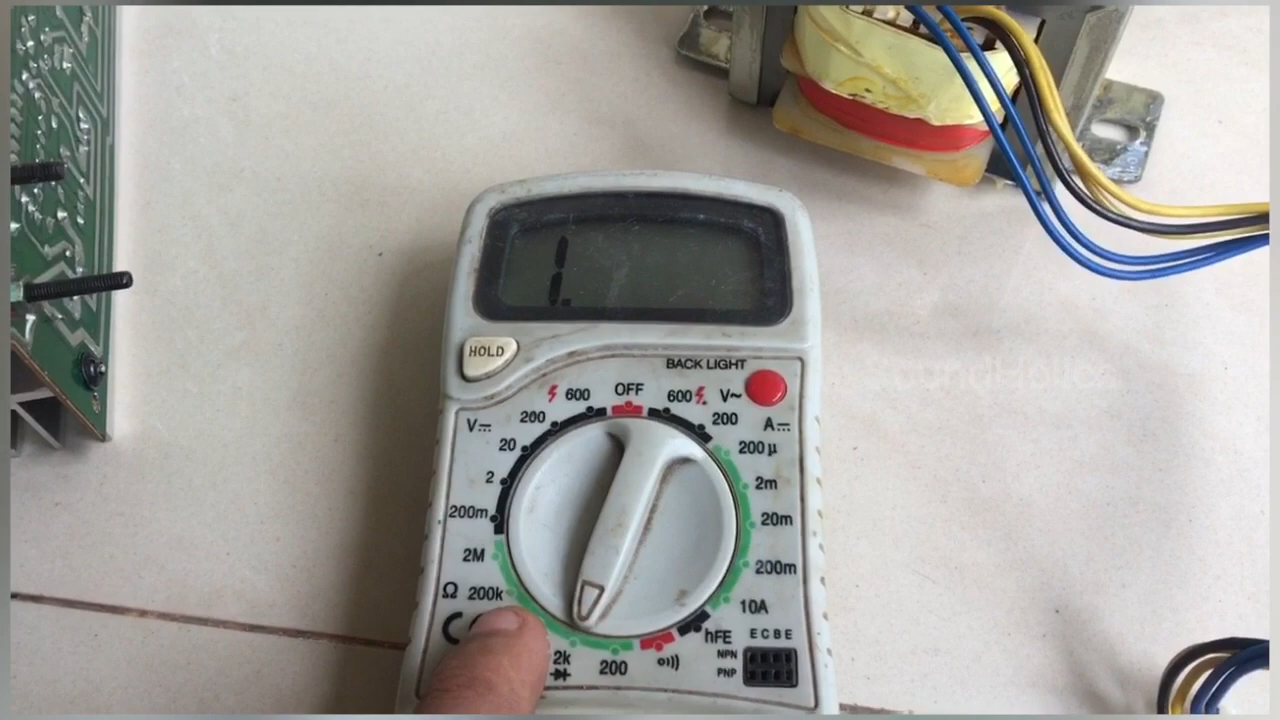 1.
HOLD
BACK LIGHT
600 OFF 600 V~
V⎓ 200 200 A⎓
20 200µ
2 2m
200m 20m
2M 200m
Ω 200k 10A
hFE E C B E
2k 200 •))) NPN
PNP